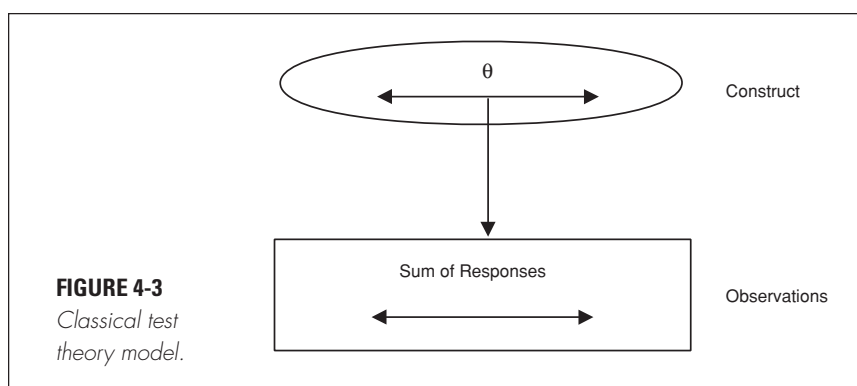 θ
Construct
Sum of Responses
Observations
FIGURE 4-3
Classical test
theory model.